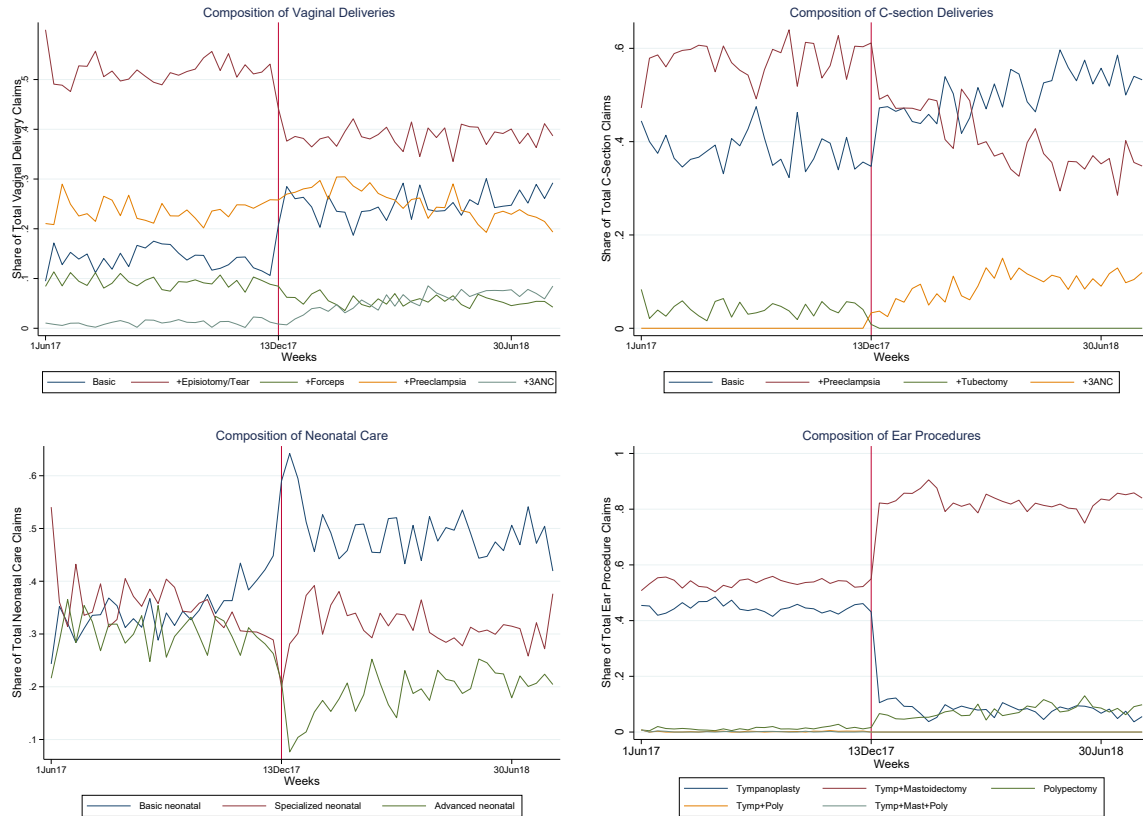 Composition of Vaginal Deliveries
Share of Total Vaginal Delivery Claims
.5
.4
.3
.2
.1
0
1Jun17 13Dec17 30Jun18
Weeks
Basic +Episiotomy/Tear +Forceps +Preeclampsia +3ANC
Composition of C-section Deliveries
Share of Total C-section Claims
.6
.4
.2
0
1Jun17 13Dec17 30Jun18
Weeks
Basic +Preeclampsia +Tubectomy +3ANC
Composition of Neonatal Care
Share of Total Neonatal Care Claims
.6
.5
.4
.3
.2
.1
1Jun17 13Dec17 30Jun18
Weeks
Basic neonatal Specialized neonatal Advanced neonatal
Composition of Ear Procedures
Share of Total Ear Procedure Claims
1
.8
.6
.4
.2
0
1Jun17 13Dec17 30Jun18
Weeks
Tympanoplasty Tymp+Mastoidectomy Polypectomy
Tymp+Poly Tymp+Mast+Poly